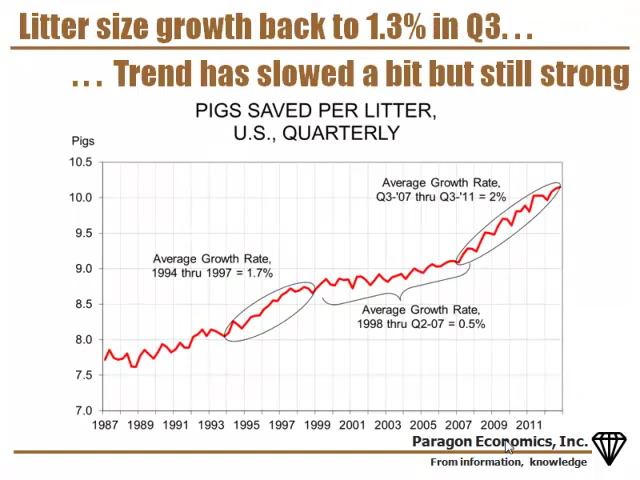 Litter size growth back to 1.3% in Q3. . .
. . . Trend has slowed a bit but still strong
PIGS SAVED PER LITTER,
U.S., QUARTERLY
Pigs
10.5
10.0
9.5
9.0
8.5
8.0
7.5
7.0
Average Growth Rate,
Q3-'07 thru Q3-'11 = 2%
Average Growth Rate,
1994 thru 1997 = 1.7%
Average Growth Rate,
1998 thru Q2-07 = 0.5%
1987 1989 1991 1993 1995 1997 1999 2001 2003 2005 2007 2009 2011
Paragon Economics, Inc.
From information, knowledge